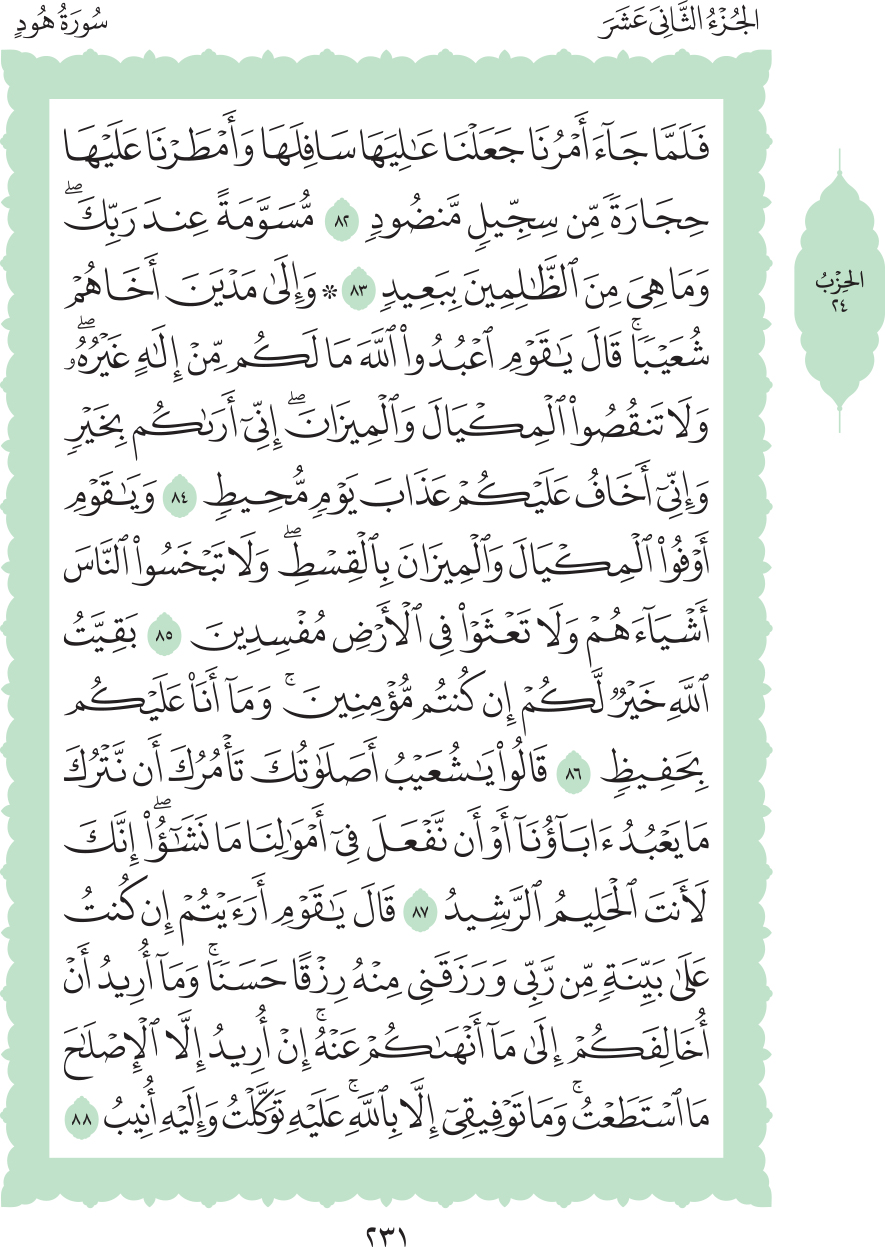 الجُزْءُ الثَّانِيَ عَشَرَ
سُورَةُ هُودٍ
فَلَمَّا جَآءَ أَمْرُنَا جَعَلْنَا عَٰلِيَهَا سَافِلَهَا وَأَمْطَرْنَا عَلَيْهَا
حِجَارَةً مِّن سِجِّيلٍ مَّنضُودٍ ٨٢ مُّسَوَّمَةً عِندَ رَبِّكَۖ
وَمَا هِيَ مِنَ ٱلظَّٰلِمِينَ بِبَعِيدٍ ٨٣ * وَإِلَىٰ مَدْيَنَ أَخَاهُمْ
شُعَيْبًاۚ قَالَ يَٰقَوْمِ ٱعْبُدُواْ ٱللَّهَ مَا لَكُم مِّنْ إِلَٰهٍ غَيْرُهُۥۖ
وَلَا تَنقُصُواْ ٱلْمِكْيَالَ وَٱلْمِيزَانَۖ إِنِّيٓ أَرَىٰكُم بِخَيْرٍ
وَإِنِّيٓ أَخَافُ عَلَيْكُمْ عَذَابَ يَوْمٍ مُّحِيطٍ ٨٤ وَيَٰقَوْمِ
أَوْفُواْ ٱلْمِكْيَالَ وَٱلْمِيزَانَ بِٱلْقِسْطِۖ وَلَا تَبْخَسُواْ ٱلنَّاسَ
أَشْيَآءَهُمْ وَلَا تَعْثَوْاْ فِي ٱلْأَرْضِ مُفْسِدِينَ ٨٥ بَقِيَّتُ
ٱللَّهِ خَيْرٌ لَّكُمْ إِن كُنتُم مُّؤْمِنِينَۚ وَمَآ أَنَا۠ عَلَيْكُم
بِحَفِيظٍ ٨٦ قَالُواْ يَٰشُعَيْبُ أَصَلَوٰتُكَ تَأْمُرُكَ أَن نَّتْرُكَ
مَا يَعْبُدُ ءَابَآؤُنَآ أَوْ أَن نَّفْعَلَ فِيٓ أَمْوَٰلِنَا مَا نَشَٰٓؤُاْۖ إِنَّكَ
لَأَنتَ ٱلْحَلِيمُ ٱلرَّشِيدُ ٨٧ قَالَ يَٰقَوْمِ أَرَءَيْتُمْ إِن كُنتُ
عَلَىٰ بَيِّنَةٍ مِّن رَّبِّي وَرَزَقَنِي مِنْهُ رِزْقًا حَسَنًاۚ وَمَآ أُرِيدُ أَنْ
أُخَالِفَكُمْ إِلَىٰ مَآ أَنْهَىٰكُمْ عَنْهُۚ إِنْ أُرِيدُ إِلَّا ٱلْإِصْلَٰحَ
مَا ٱسْتَطَعْتُۚ وَمَا تَوْفِيقِيٓ إِلَّا بِٱللَّهِۚ عَلَيْهِ تَوَكَّلْتُ وَإِلَيْهِ أُنِيبُ ٨٨
الحِزْبُ
٢٤
٢٣١